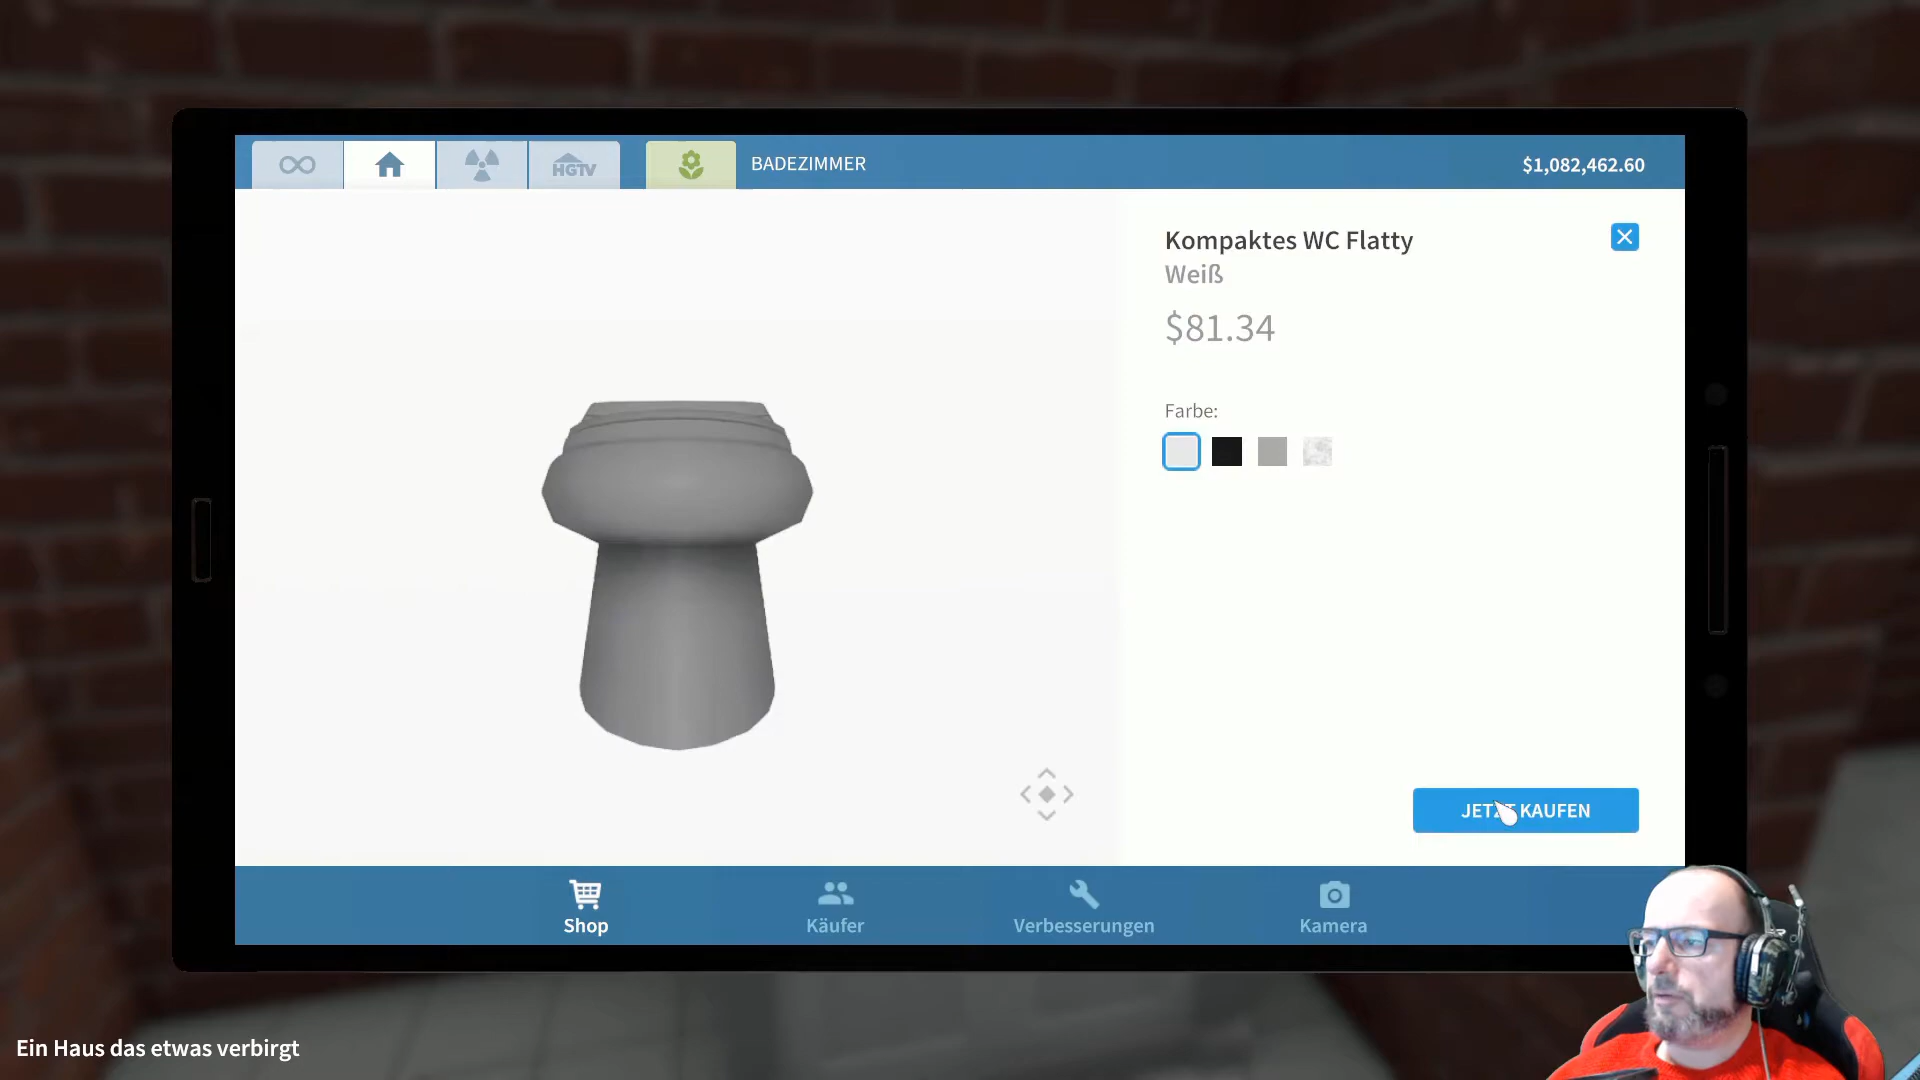 HGTV
BADEZIMMER
$1,082,462.60
Kompaktes WC Flatty
Weiß
$81.34
Farbe:
JETZT KAUFEN
Shop
Käufer
Verbesserungen
Kamera
Ein Haus das etwas verbirgt